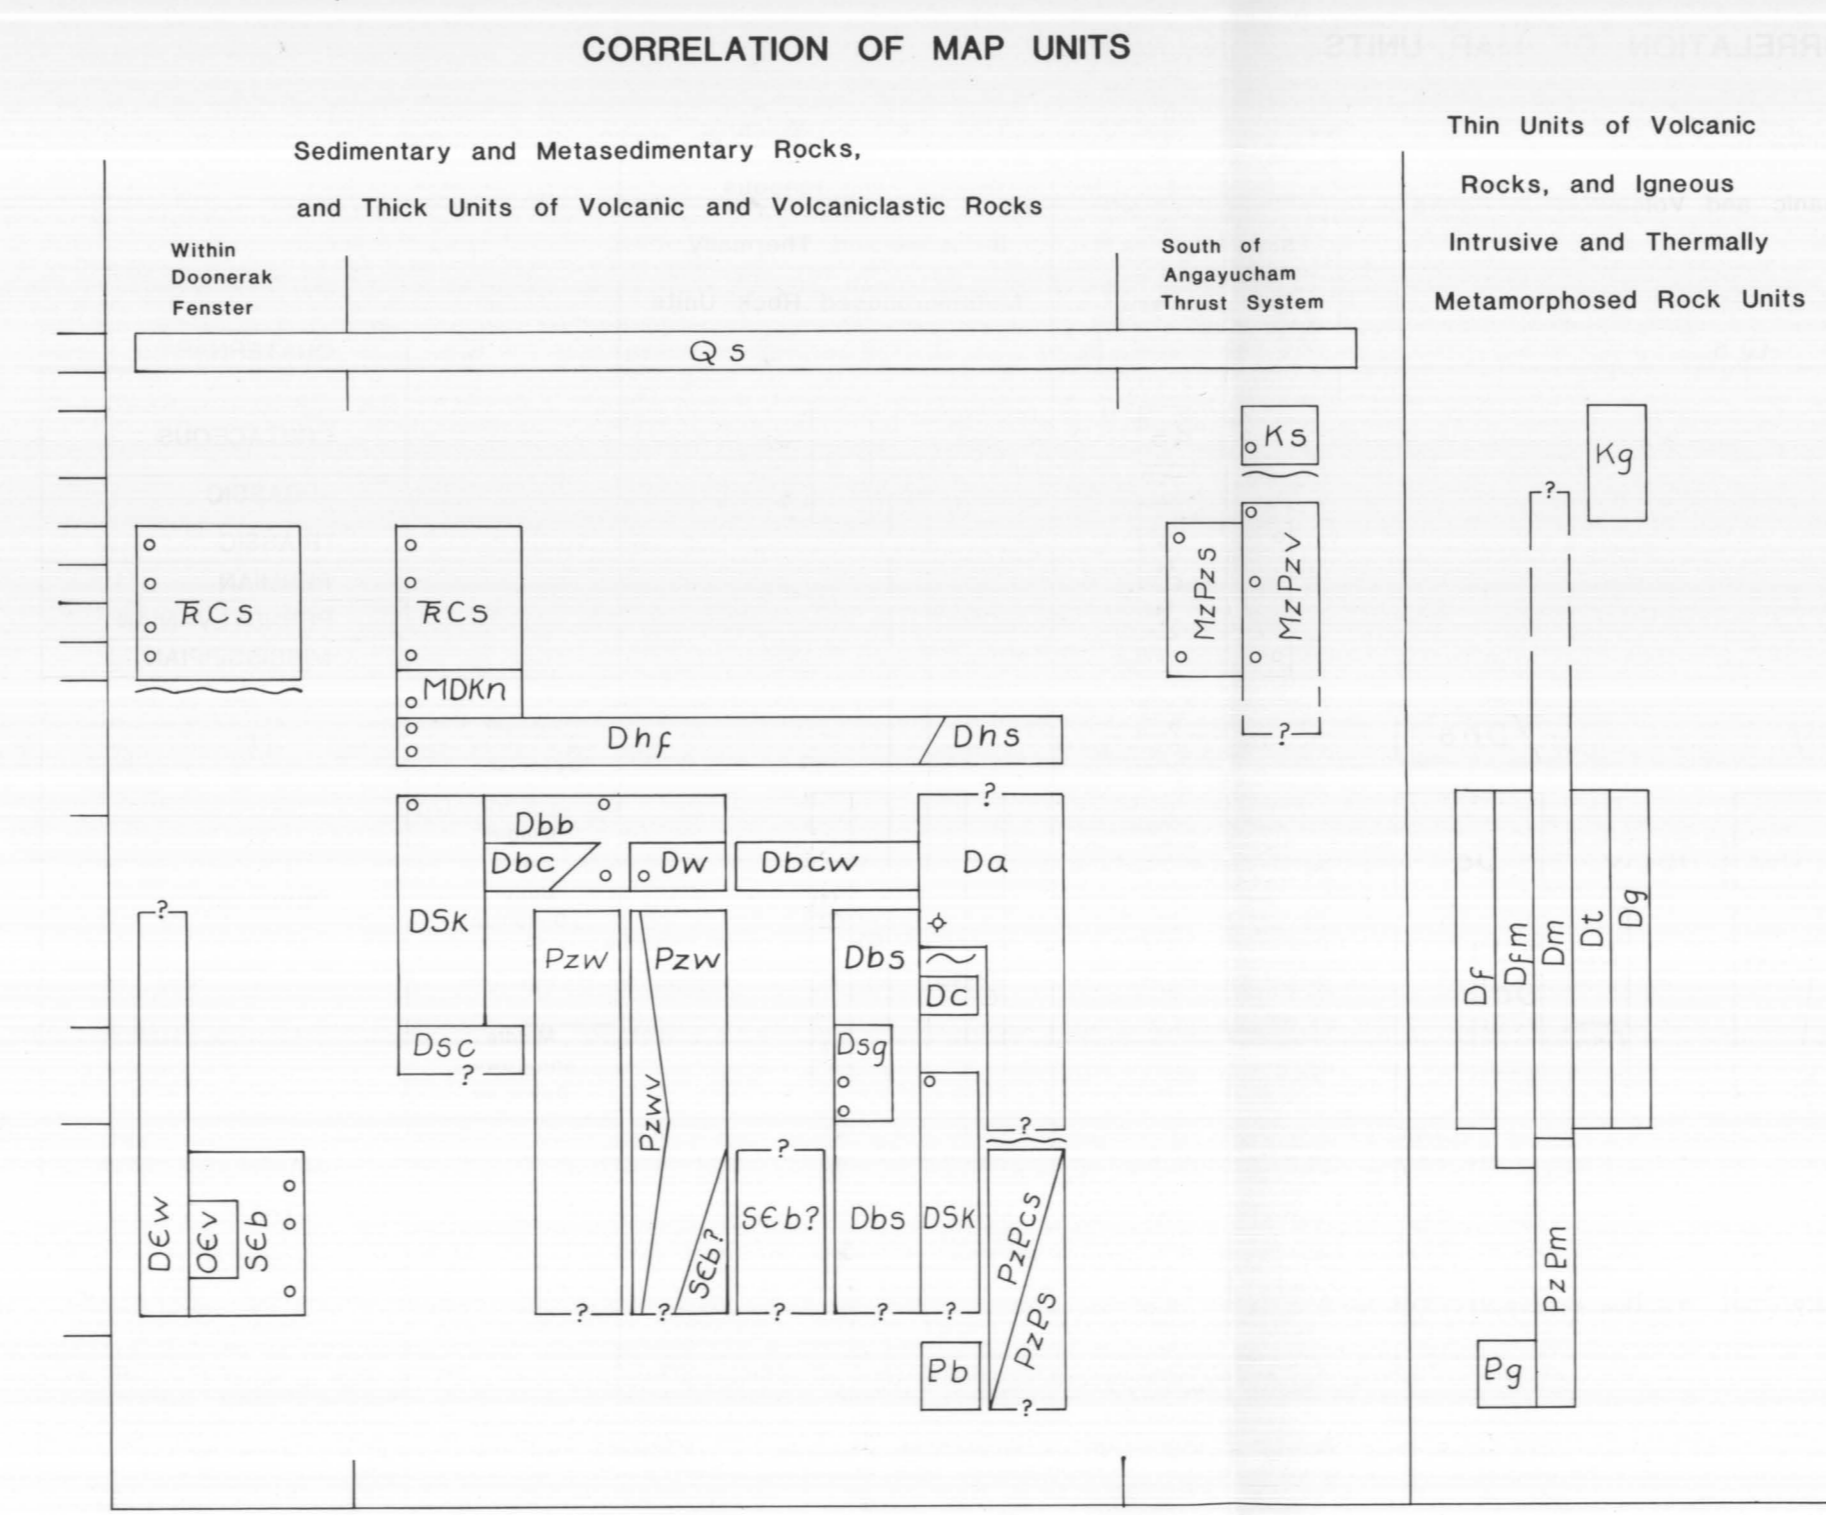 CORRELATION OF MAP UNITS
Sedimentary and Metasedimentary Rocks,
and Thick Units of Volcanic and Volcaniclastic Rocks
Within
Doonerak
Fenster
South of
Angayucham
Thrust System
Thin Units of Volcanic
Rocks, and Igneous
Intrusive and Thermally
Metamorphosed Rock Units
Qs
Ks
Kg
?
ꞦCs
ꞦCs
MzPzs
MzPzv
MDKn
Dhf
Dhs
?
?
Dbb
Dbc
Dw
Dbcw
Da
?
DSk
Pzw
Pzw
Dbs
Dc
Df
Dfm
Dm
Dt
Dg
Dsc
?
Dsg
Pzwv
?
?
DЄw
OЄv
SЄb
SЄb?
SЄb?
Dbs
DSk
PzPcs
PzPs
PzPm
?
?
?
?
?
Pb
Pg
?